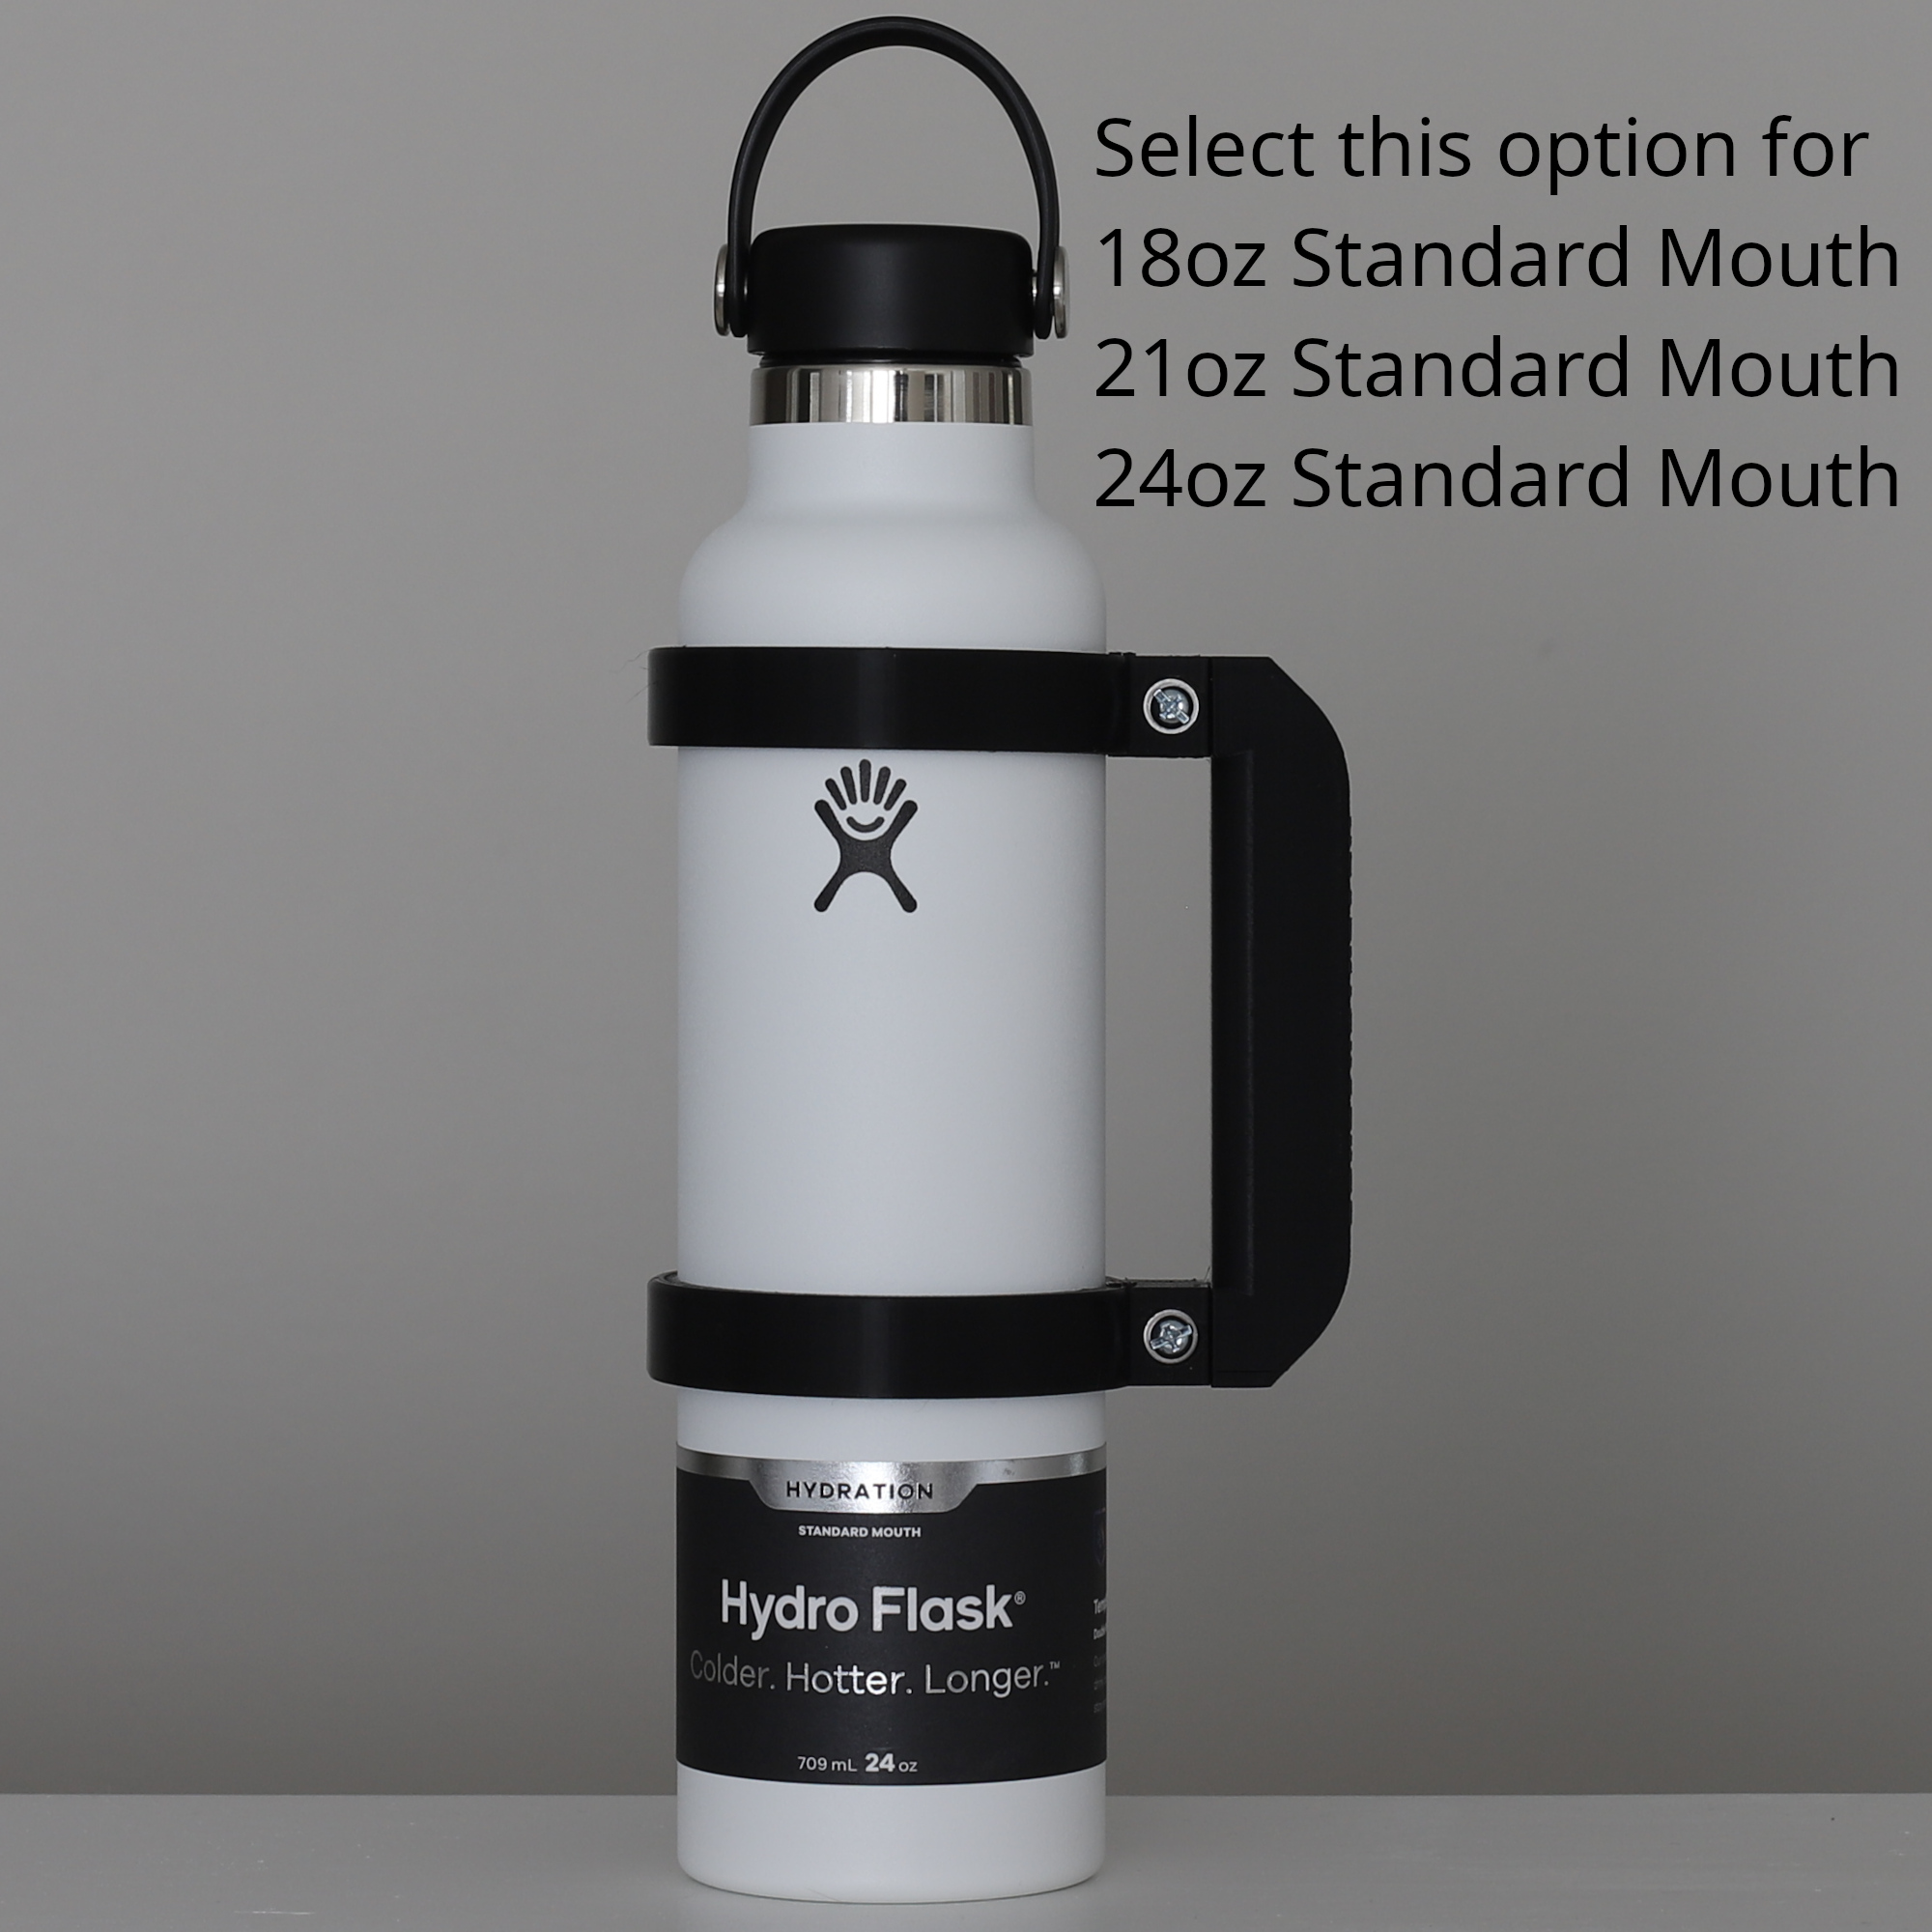 Select this option for
18oz Standard Mouth
21oz Standard Mouth
24oz Standard Mouth
HYDRATION
STANDARD MOUTH
Hydro Flask®
Colder. Hotter. Longer.™
709 mL 24 oz